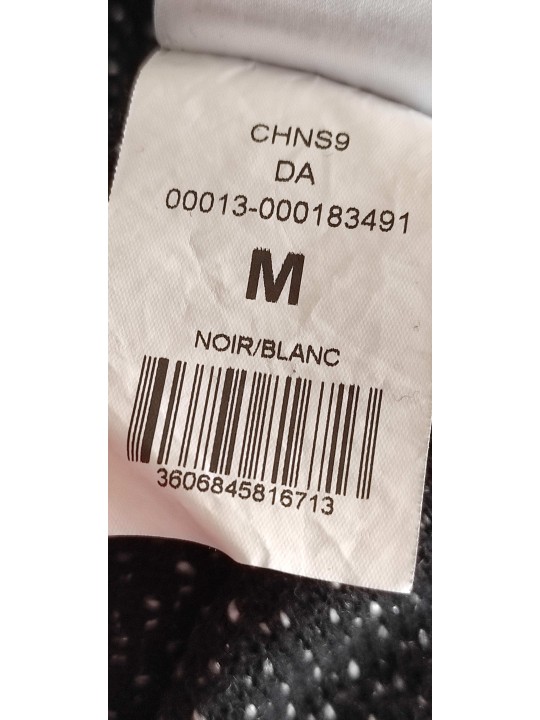 CHNS9
DA
00013-000183491
M
NOIR/BLANC
3606845816713